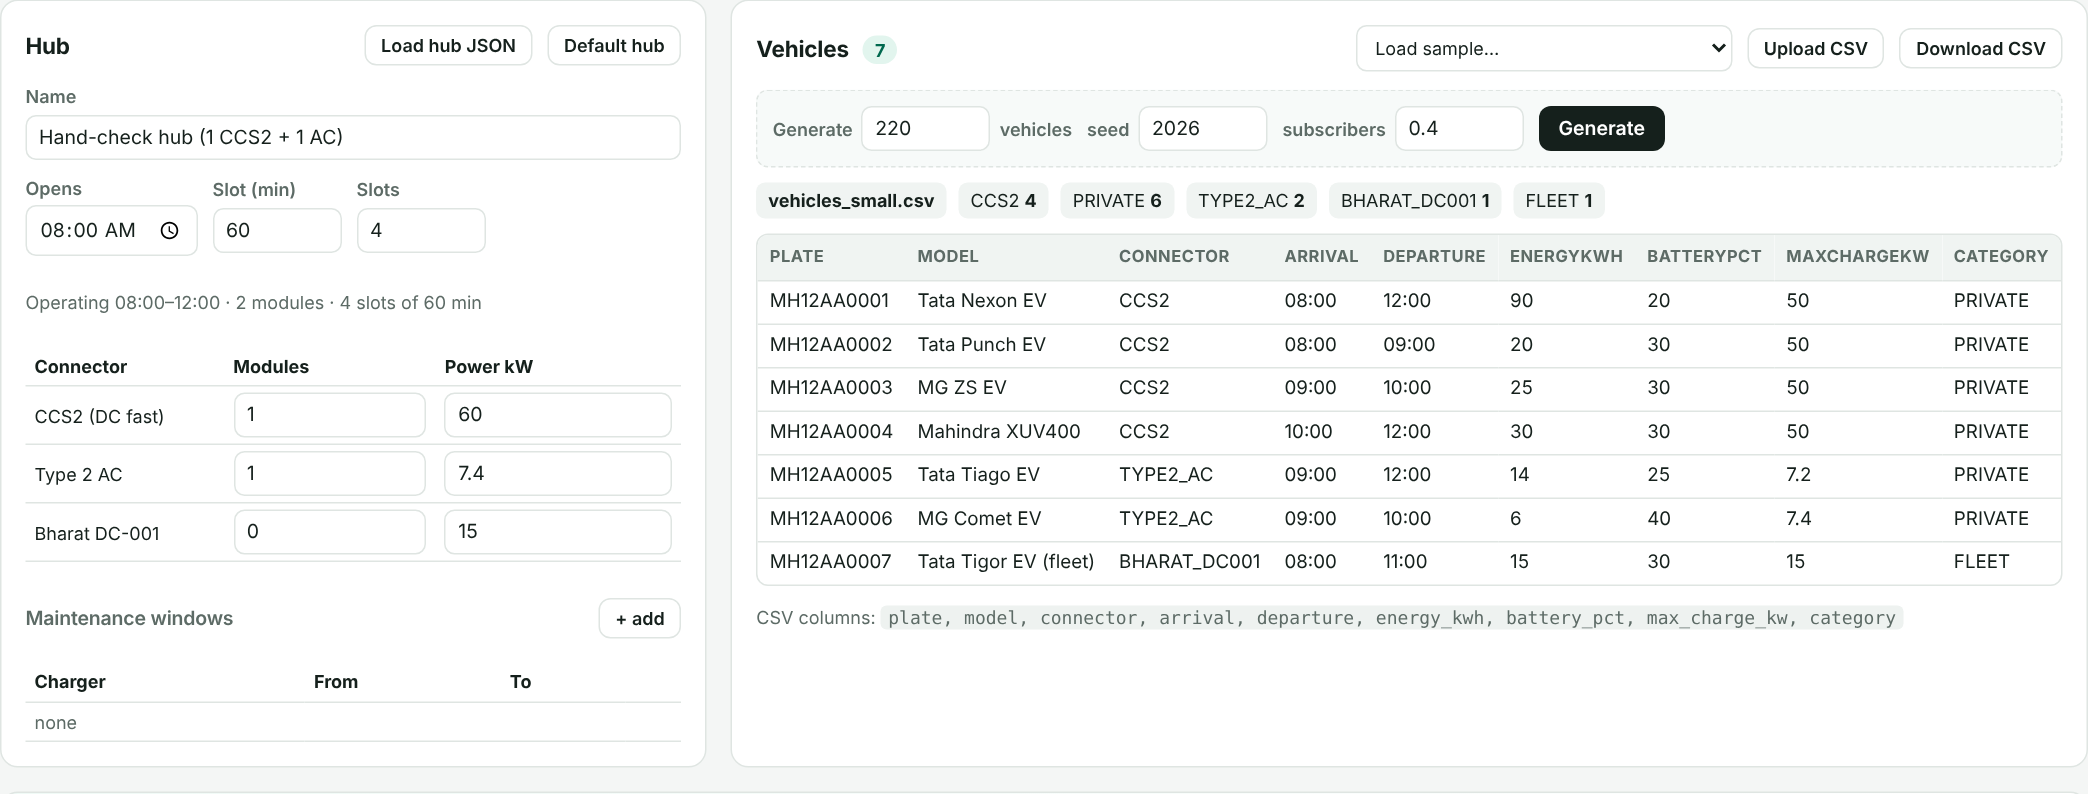 Hub
Load hub JSON
Default hub
Name
Hand-check hub (1 CCS2 + 1 AC)
Opens Slot (min) Slots
08:00 AM 60 4
Operating 08:00–12:00 · 2 modules · 4 slots of 60 min
Connector Modules Power kW
CCS2 (DC fast) 1 60
Type 2 AC 1 7.4
Bharat DC-001 0 15
Maintenance windows + add
Charger From To
none
Vehicles 7
Load sample...
Upload CSV
Download CSV
Generate 220 vehicles seed 2026 subscribers 0.4 Generate
vehicles_small.csv CCS2 4 PRIVATE 6 TYPE2_AC 2 BHARAT_DC001 1 FLEET 1
PLATE MODEL CONNECTOR ARRIVAL DEPARTURE ENERGYKWH BATTERYPCT MAXCHARGEKW CATEGORY
MH12AA0001 Tata Nexon EV CCS2 08:00 12:00 90 20 50 PRIVATE
MH12AA0002 Tata Punch EV CCS2 08:00 09:00 20 30 50 PRIVATE
MH12AA0003 MG ZS EV CCS2 09:00 10:00 25 30 50 PRIVATE
MH12AA0004 Mahindra XUV400 CCS2 10:00 12:00 30 30 50 PRIVATE
MH12AA0005 Tata Tiago EV TYPE2_AC 09:00 12:00 14 25 7.2 PRIVATE
MH12AA0006 MG Comet EV TYPE2_AC 09:00 10:00 6 40 7.4 PRIVATE
MH12AA0007 Tata Tigor EV (fleet) BHARAT_DC001 08:00 11:00 15 30 15 FLEET
CSV columns: plate, model, connector, arrival, departure, energy_kwh, battery_pct, max_charge_kw, category